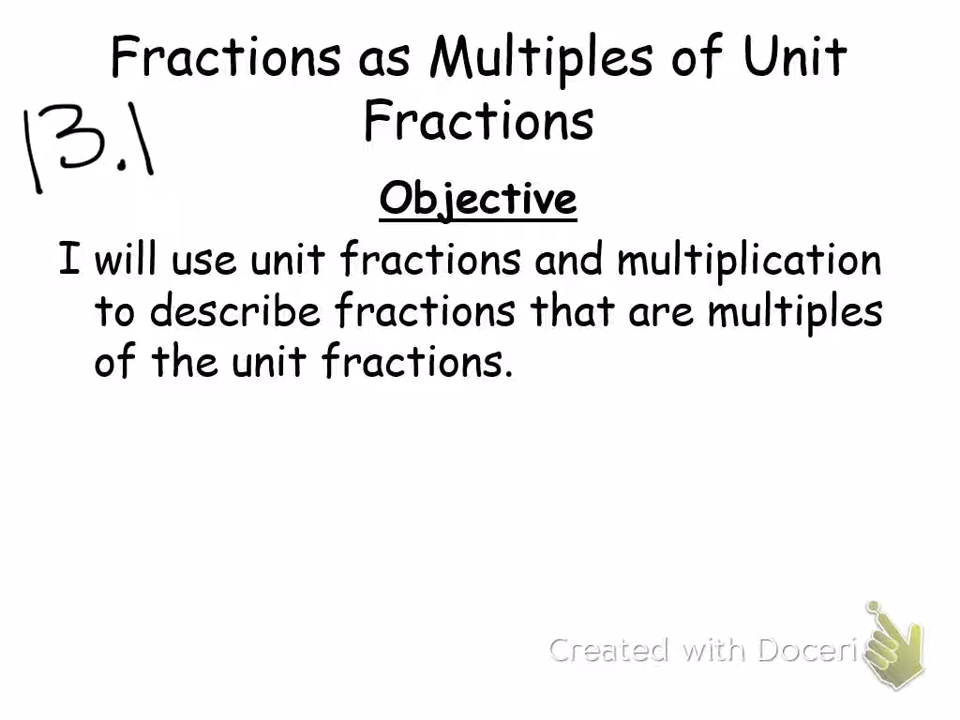 Fractions as Multiples of Unit
Fractions
13.1
Objective
I will use unit fractions and multiplication
to describe fractions that are multiples
of the unit fractions.
Created with Doceri